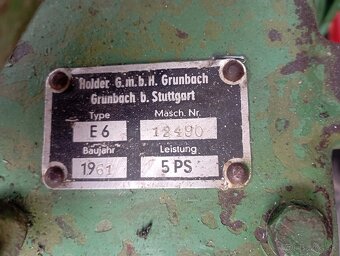 Holder G.m.b.H. Grunbach
Grunbach b. Stuttgart
Type Masch. Nr.
E 6 12490
Baujahr Leistung
1961 5 PS